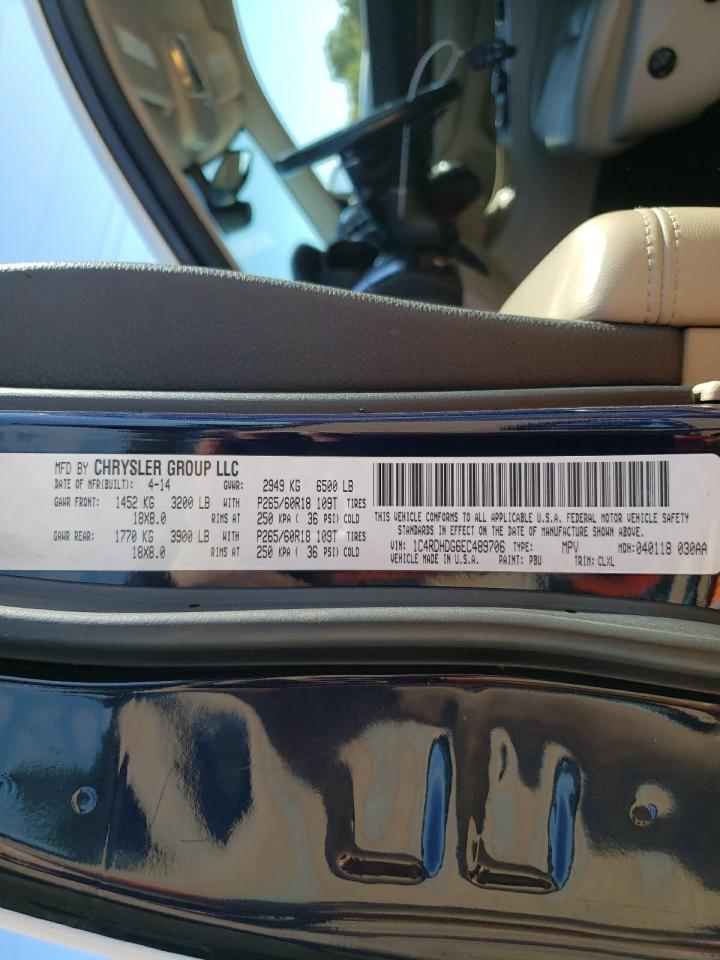 MFD BY CHRYSLER GROUP LLC
DATE OF MFR(BUILT): 4-14 GVWR: 2949 KG 6500 LB
GAWR FRONT: 1452 KG 3200 LB WITH P265/60R18 109T TIRES
18X8.0 RIMS AT 250 KPA ( 36 PSI) COLD
GAWR REAR: 1770 KG 3900 LB WITH P265/60R18 109T TIRES
18X8.0 RIMS AT 250 KPA ( 36 PSI) COLD
THIS VEHICLE CONFORMS TO ALL APPLICABLE U.S.A. FEDERAL MOTOR VEHICLE SAFETY
STANDARDS IN EFFECT ON THE DATE OF MANUFACTURE SHOWN ABOVE.
VIN: 1C4RDHDG6EC489706 TYPE: MPV MDH: 040118 030AA
VEHICLE MADE IN U.S.A. PAINT: PBU TRIM: CLXL